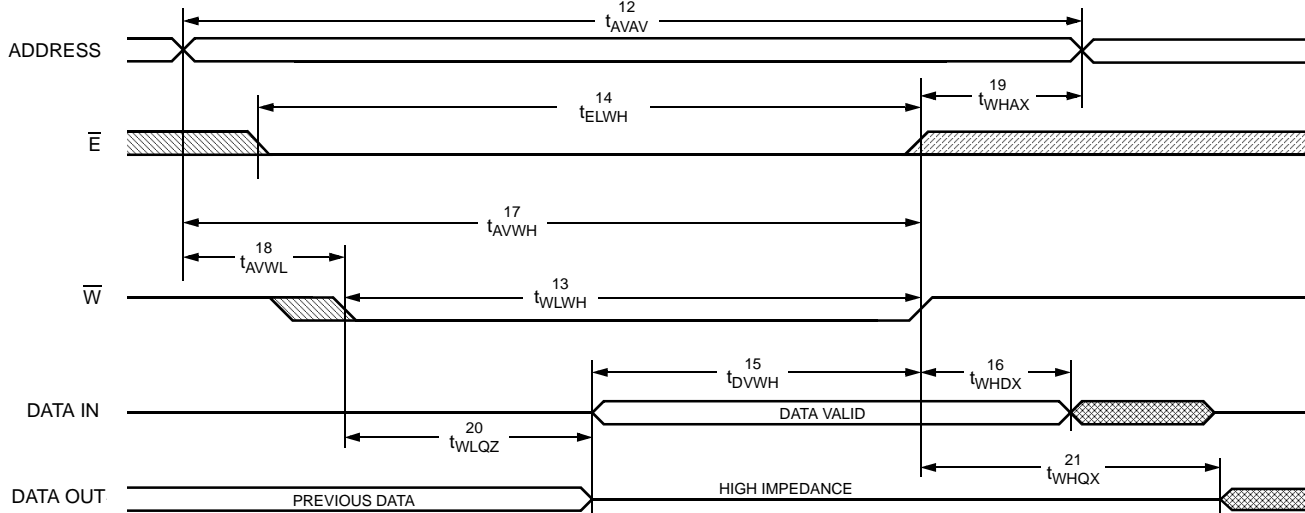 12
tAVAV
ADDRESS
19
tWHAX
14
tELWH
E
17
tAVWH
18
tAVWL
W
13
tWLWH
15
tDVWH
16
tWHDX
DATA IN
DATA VALID
20
tWLQZ
21
tWHQX
DATA OUT
PREVIOUS DATA
HIGH IMPEDANCE